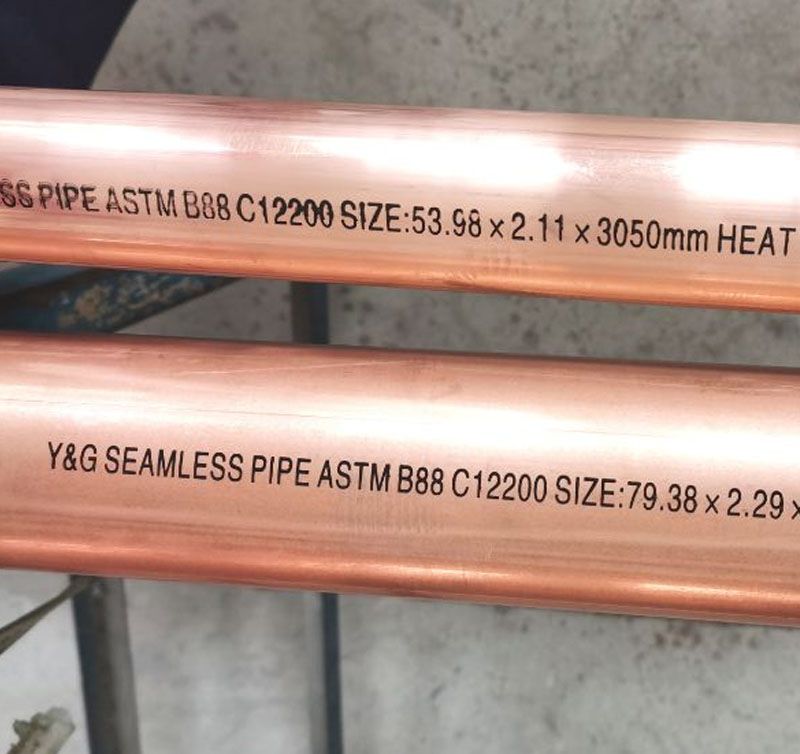 SS PIPE ASTM B88 C12200 SIZE:53.98 × 2.11 × 3050mm HEAT
Y&G SEAMLESS PIPE ASTM B88 C12200 SIZE:79.38 × 2.29 ×